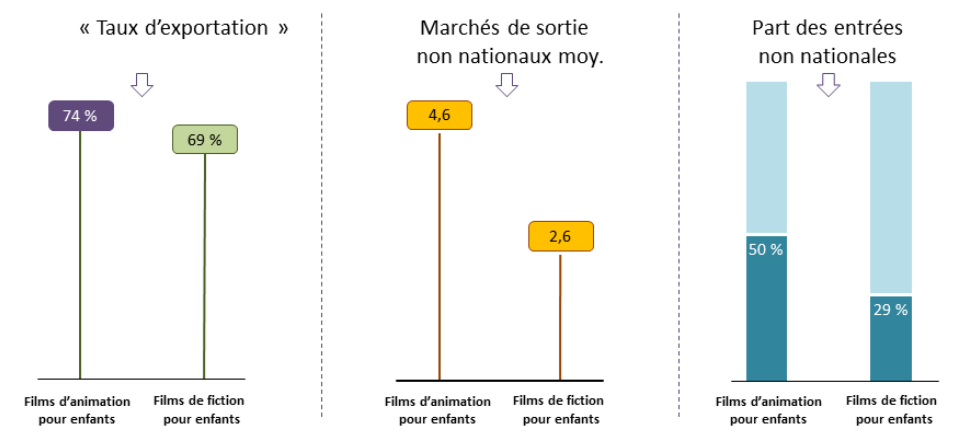 « Taux d'exportation »
74 %
69 %
Films d'animation
pour enfants
Films de fiction
pour enfants
Marchés de sortie
non nationaux moy.
4,6
2,6
Films d'animation
pour enfants
Films de fiction
pour enfants
Part des entrées
non nationales
50 %
29 %
Films d'animation
pour enfants
Films de fiction
pour enfants